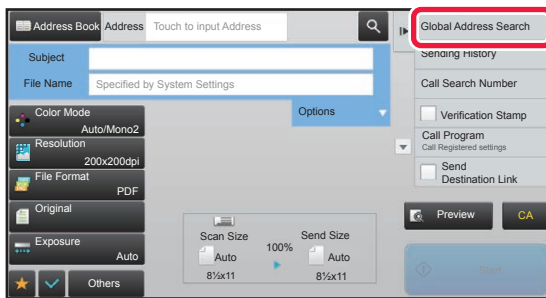 Address Book
Address
Touch to input Address
Global Address Search
Subject
Sending History
File Name
Specified by System Settings
Call Search Number
Options
Color Mode
Auto/Mono2
Verification Stamp
Resolution
200x200dpi
Call Program
Call Registered settings
File Format
PDF
Send
Destination Link
Original
Preview
CA
Scan Size
100%
Send Size
Exposure
Auto
Auto
Auto
8½x11
8½x11
Others
Start